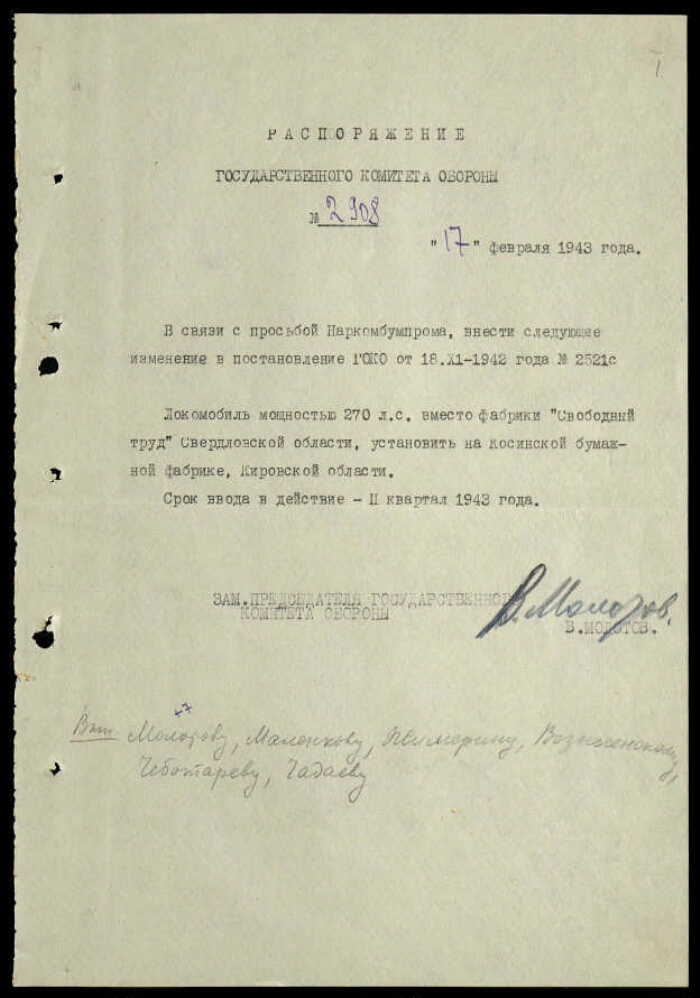 I
РАСПОРЯЖЕНИЕ
ГОСУДАРСТВЕННОГО КОМИТЕТА ОБОРОНЫ
№ 2908
"17" февраля 1943 года.
В связи с просьбой Наркомбумпрома, внести следующее
изменение в постановление ГОКО от 18.XI-1942 года № 2521с
Локомобиль мощностью 270 л.с. вместо фабрики "Свободный
труд" Свердловской области, установить на Косинской бумаж-
ной фабрике, Кировской области.
Срок ввода в действие - II квартал 1943 года.
ЗАМ.ПРЕДСЕДАТЕЛЯ ГОСУДАРСТВЕННОГО
КОМИТЕТА ОБОРОНЫ
В. Молотов.
В.МОЛОТОВ.
Молотову, Маленкову, Вознесенскому,
Чеботареву, Чадаеву